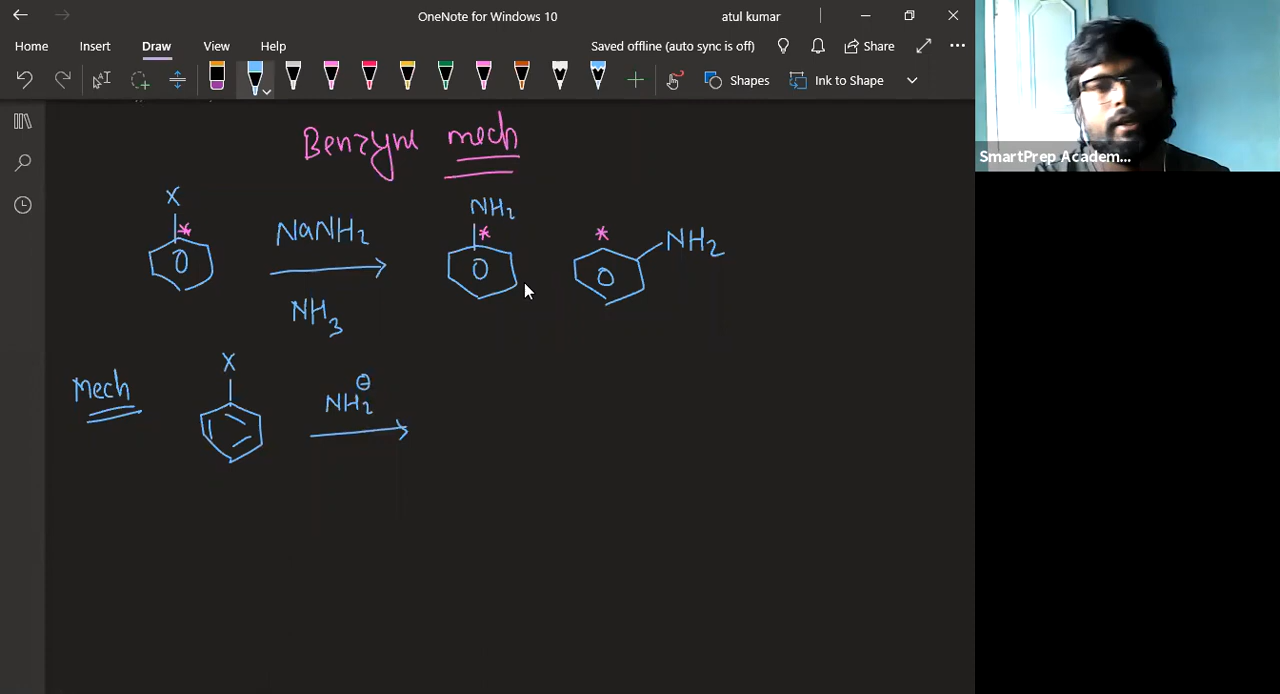 OneNote for Windows 10
atul kumar
Home Insert Draw View Help
Saved offline (auto sync is off)
Share
Shapes
Ink to Shape
SmartPrep Academ...
Benzyne mech
X
*
NaNH2
NH3
NH2
*
*
NH2
Mech
X
NH2⊖